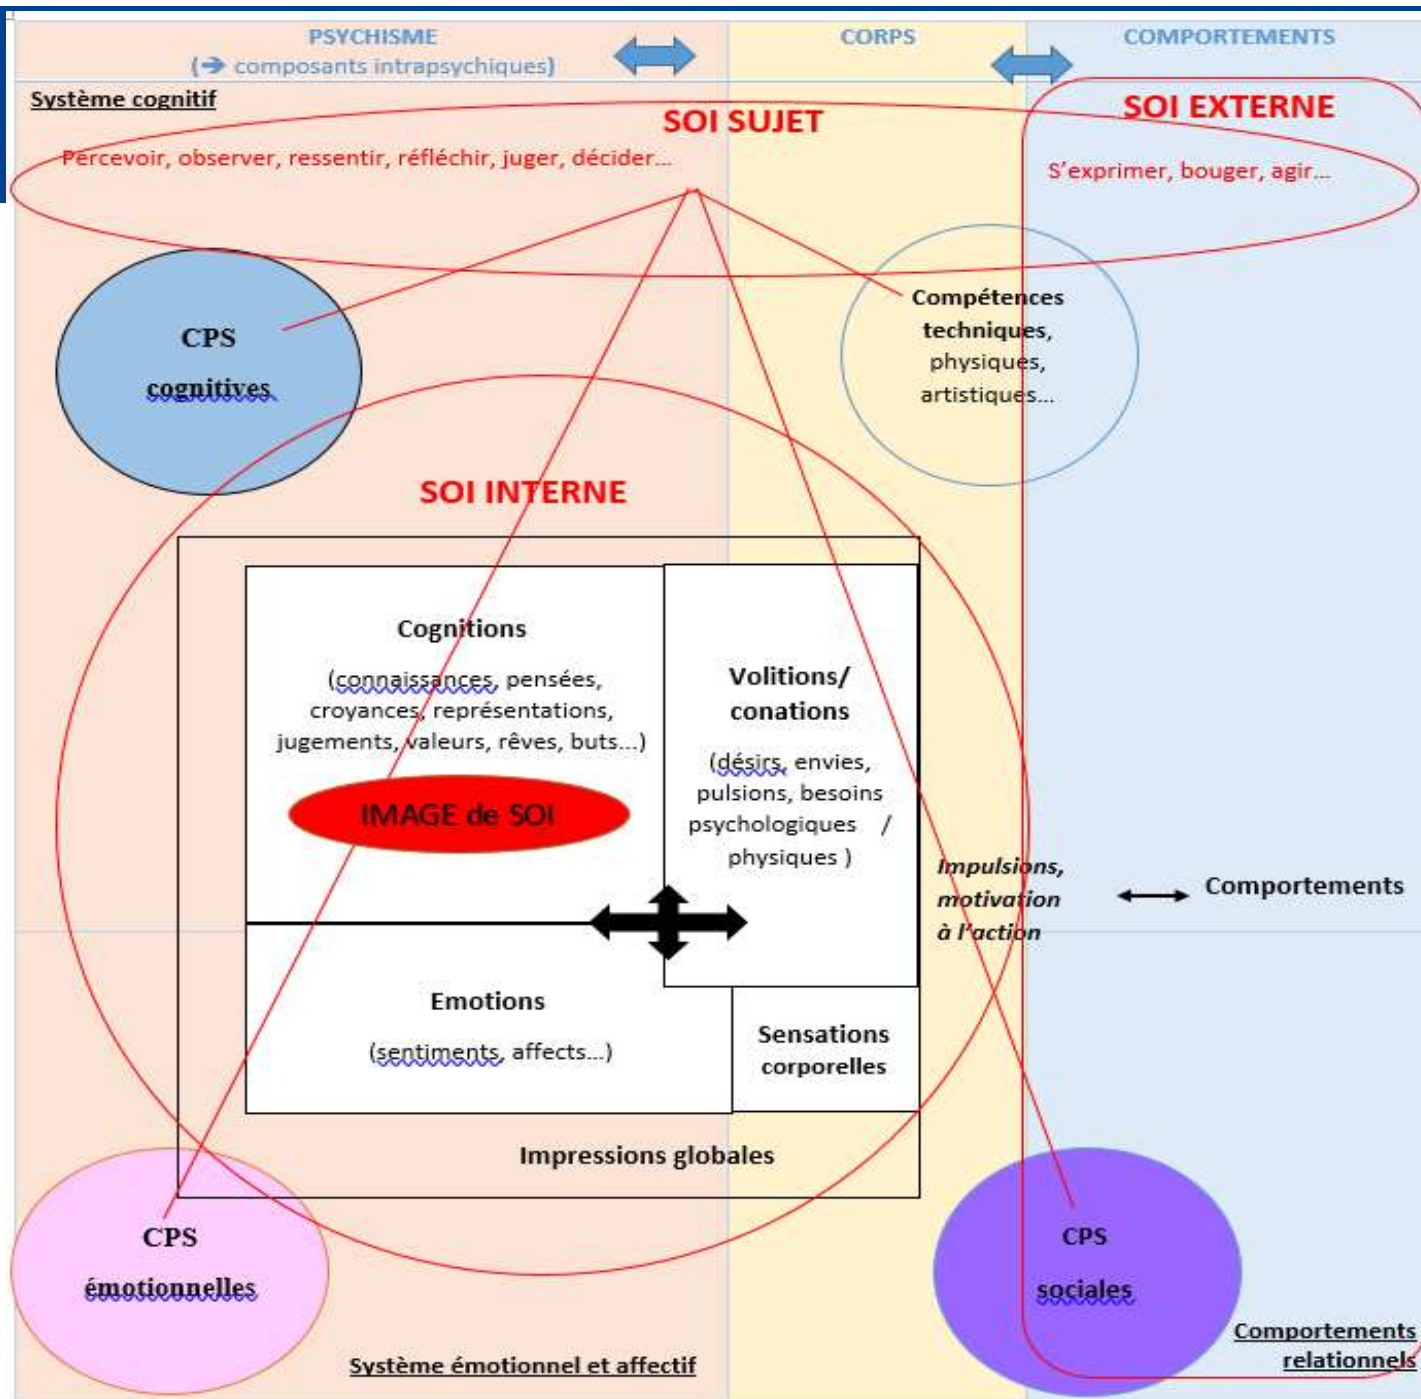 PSYCHISME
(➔ composants intrapsychiques)
CORPS
COMPORTEMENTS
Système cognitif
SOI SUJET
SOI EXTERNE
Percevoir, observer, ressentir, réfléchir, juger, décider...
S'exprimer, bouger, agir...
CPS
cognitives
Compétences
techniques,
physiques,
artistiques...
SOI INTERNE
Cognitions
(connaissances, pensées,
croyances, représentations,
jugements, valeurs, rêves, buts...)
IMAGE de SOI
Volitions/
conations
(désirs, envies,
pulsions, besoins
psychologiques /
physiques )
Impulsions,
motivation
à l'action
Comportements
Emotions
(sentiments, affects...)
Sensations
corporelles
Impressions globales
CPS
émotionnelles
CPS
sociales
Système émotionnel et affectif
Comportements
relationnels